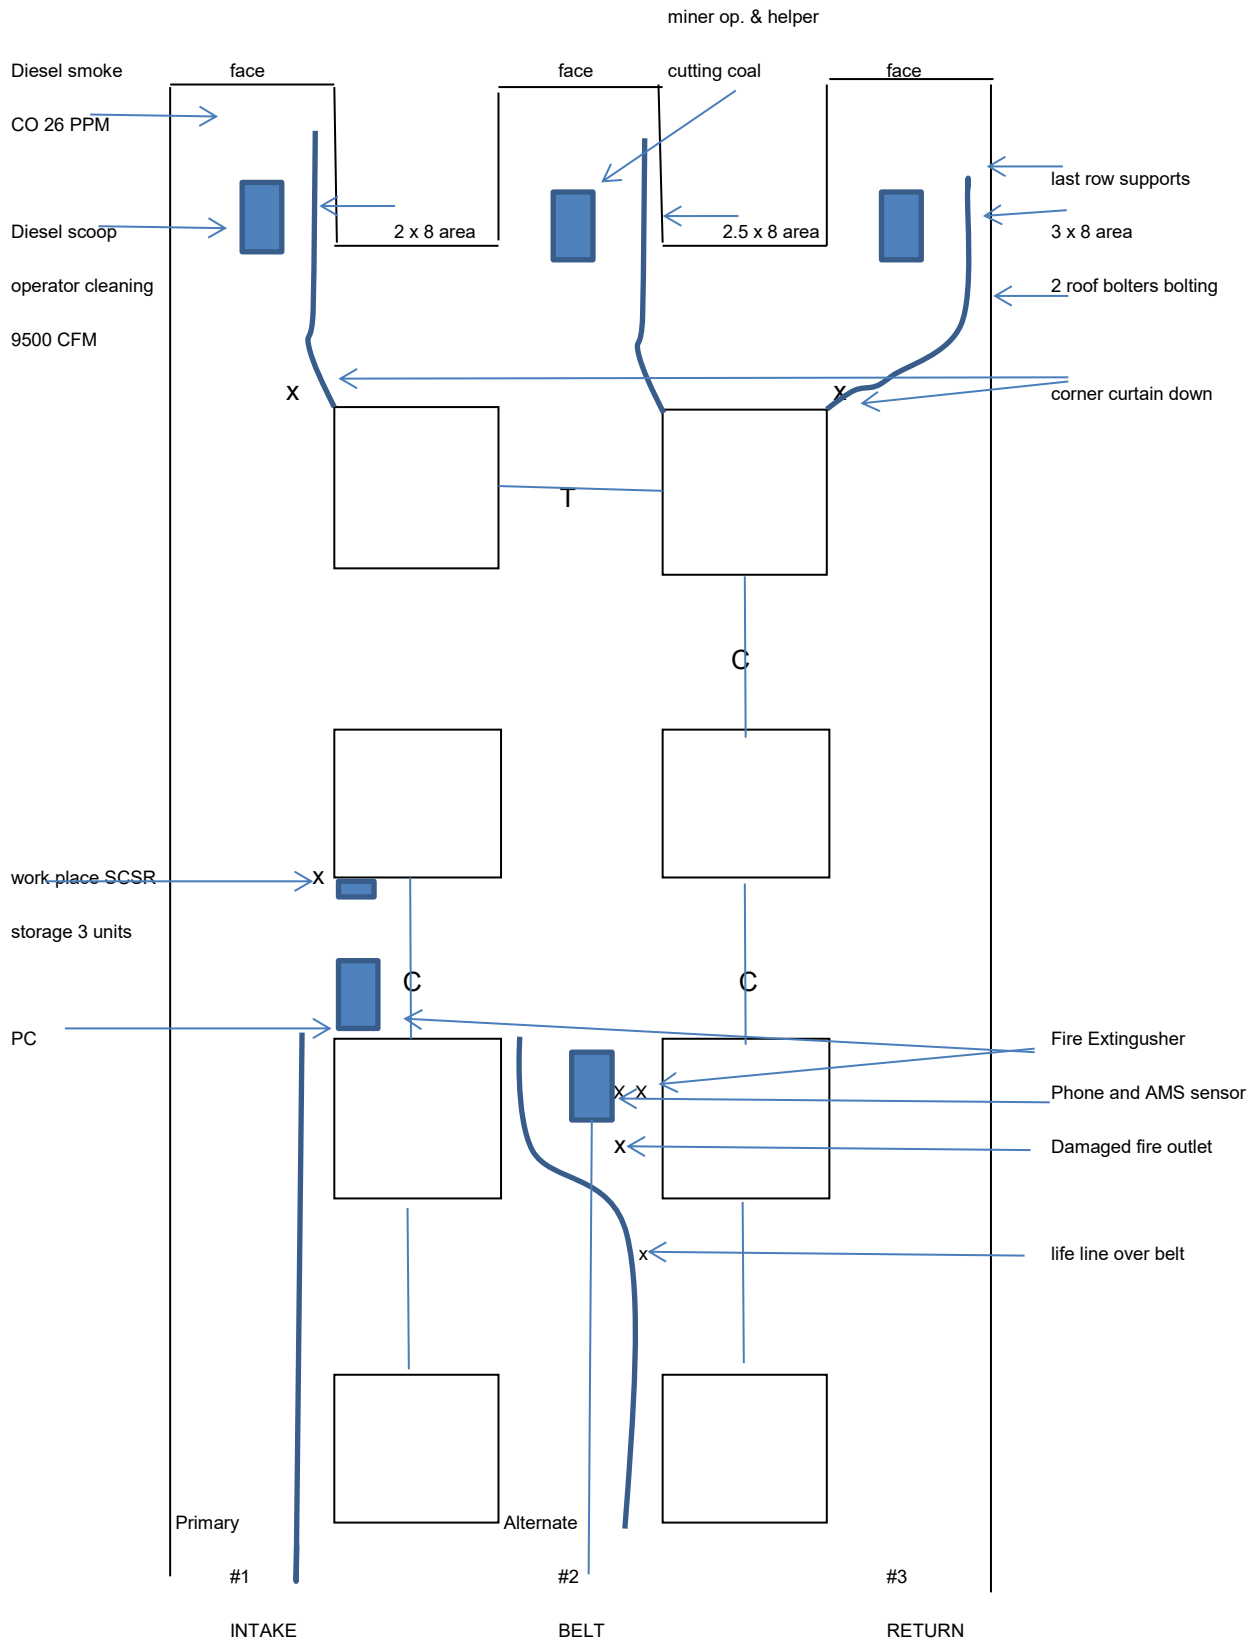 miner op. & helper
Diesel smoke face face cutting coal face
CO 26 PPM
last row supports
Diesel scoop 2 x 8 area 2.5 x 8 area 3 x 8 area
operator cleaning 2 roof bolters bolting
9500 CFM
x x corner curtain down
T
C
work place SCSR x
storage 3 units
C C
PC Fire Extingusher
x x Phone and AMS sensor
x Damaged fire outlet
x life line over belt
Primary Alternate
#1 #2 #3
INTAKE BELT RETURN